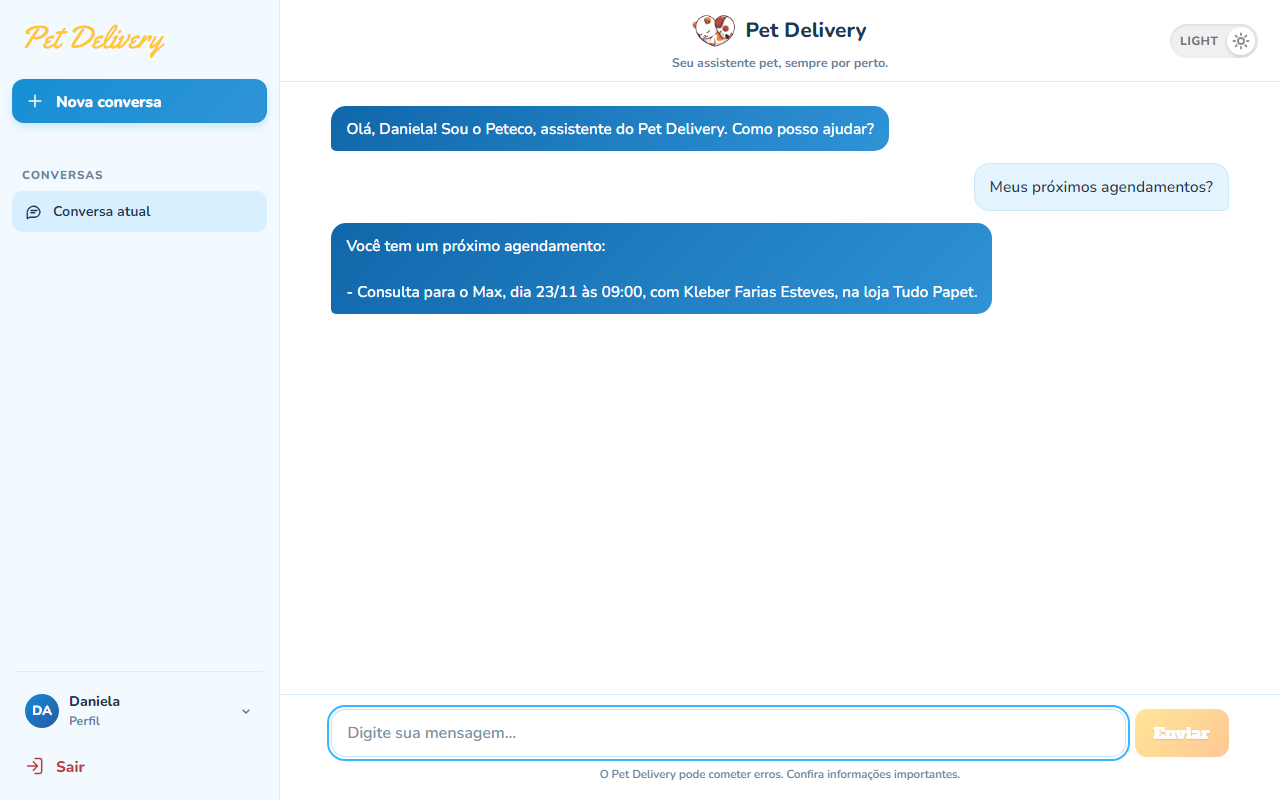 Pet Delivery
Nova conversa
CONVERSAS
Conversa atual
DA
Daniela
Perfil
Sair
Pet Delivery
Seu assistente pet, sempre por perto.
LIGHT
Olá, Daniela! Sou o Peteco, assistente do Pet Delivery. Como posso ajudar?
Meus próximos agendamentos?
Você tem um próximo agendamento:
- Consulta para o Max, dia 23/11 às 09:00, com Kleber Farias Esteves, na loja Tudo Papet.
Digite sua mensagem...
Enviar
O Pet Delivery pode cometer erros. Confira informações importantes.